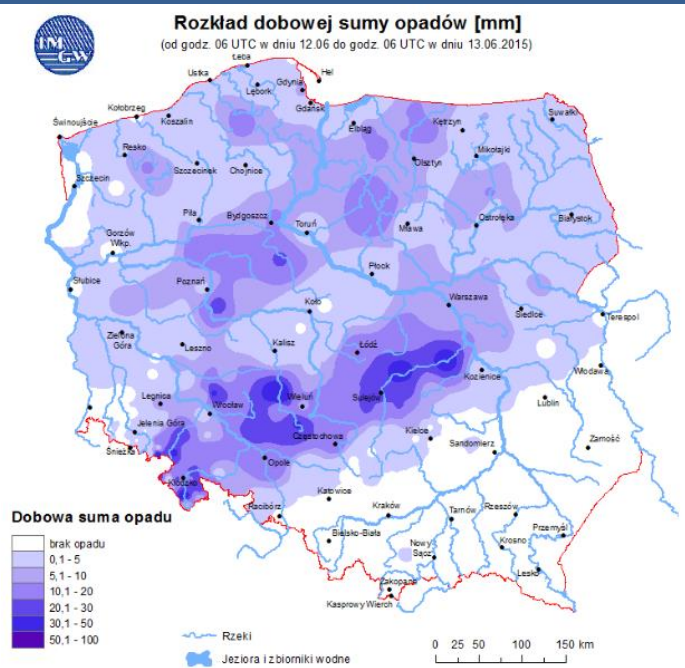 IM
GW
Rozkład dobowej sumy opadów [mm]
(od godz. 06 UTC w dniu 12.06 do godz. 06 UTC w dniu 13.06.2015)
Łeba
Ustka
Hel
Gdynia
Lębork
Gdańsk
Kołobrzeg
Koszalin
Świnoujście
Elbląg
Kętrzyn
Suwałki
Resko
Szczecinek
Chojnice
Olsztyn
Mikołajki
Szczecin
Piła
Bydgoszcz
Toruń
Mława
Ostrołęka
Białystok
Gorzów
Wlkp.
Słubice
Poznań
Płock
Koło
Warszawa
Siedlce
Terespol
Zielona
Góra
Leszno
Kalisz
Łódź
Kozienice
Włodawa
Legnica
Wrocław
Wieluń
Sulejów
Lublin
Jelenia Góra
Częstochowa
Kielce
Sandomierz
Zamość
Śnieżka
Opole
Kłodzko
Racibórz
Katowice
Kraków
Tarnów
Rzeszów
Przemyśl
Bielsko-Biała
Nowy
Sącz
Krosno
Lesko
Zakopane
Kasprowy Wierch
Dobowa suma opadu
brak opadu
0,1 - 5
5,1 - 10
10,1 - 20
20,1 - 30
30,1 - 50
50,1 - 100
Rzeki
Jeziora i zbiorniki wodne
0 25 50 100 150 km